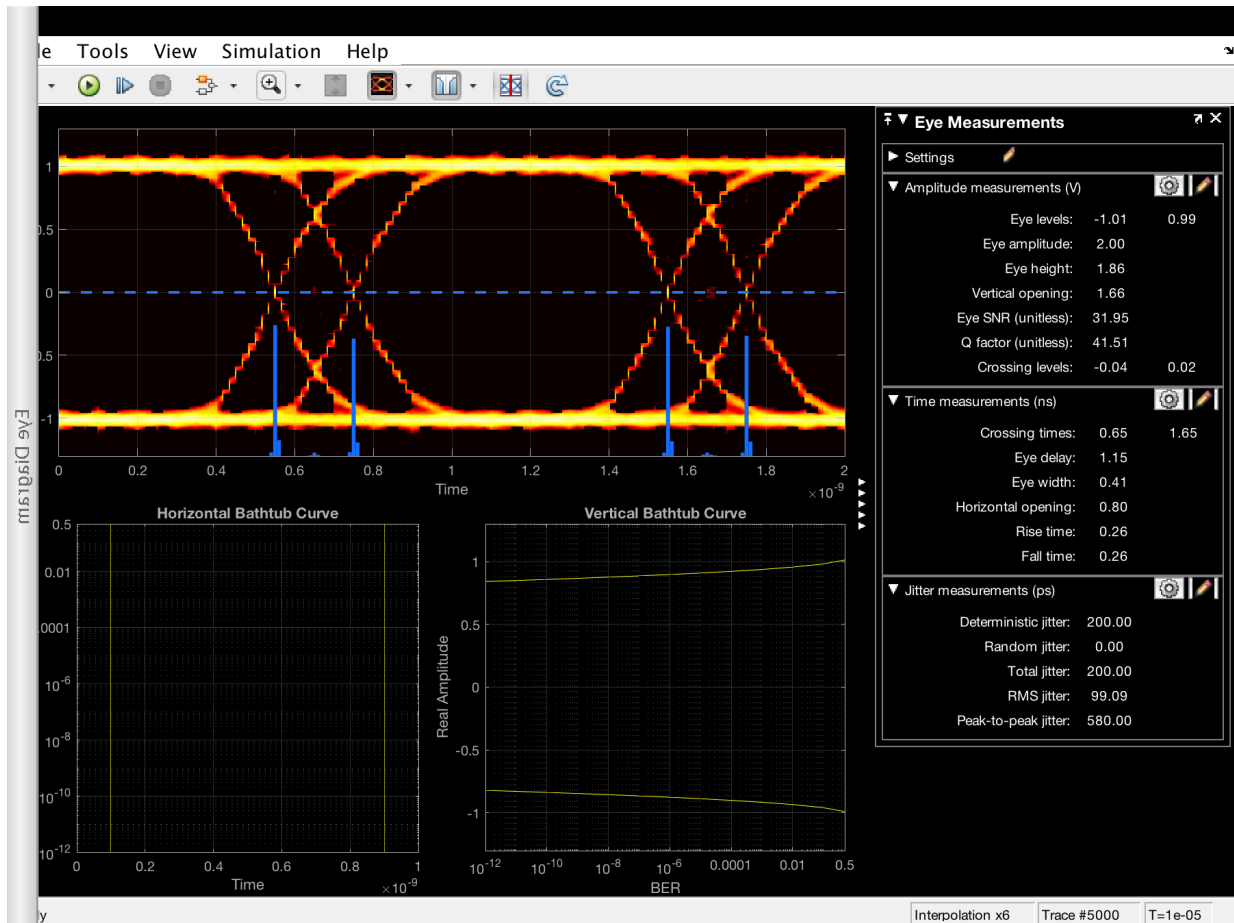 le Tools View Simulation Help
Eye Diagram
1
0.5
0
0.5
-1
0 0.2 0.4 0.6 0.8 1 1.2 1.4 1.6 1.8 2
Time
×10^-9
Horizontal Bathtub Curve
0.5
0.01
.0001
10^-6
10^-8
10^-10
10^-12
0 0.2 0.4 0.6 0.8 1
Time
×10^-9
Vertical Bathtub Curve
Real Amplitude
1
0.5
0
-0.5
-1
10^-12 10^-10 10^-8 10^-6 0.0001 0.01 0.5
BER
Eye Measurements
Settings
Amplitude measurements (V)
Eye levels: -1.01 0.99
Eye amplitude: 2.00
Eye height: 1.86
Vertical opening: 1.66
Eye SNR (unitless): 31.95
Q factor (unitless): 41.51
Crossing levels: -0.04 0.02
Time measurements (ns)
Crossing times: 0.65 1.65
Eye delay: 1.15
Eye width: 0.41
Horizontal opening: 0.80
Rise time: 0.26
Fall time: 0.26
Jitter measurements (ps)
Deterministic jitter: 200.00
Random jitter: 0.00
Total jitter: 200.00
RMS jitter: 99.09
Peak-to-peak jitter: 580.00
y
Interpolation x6 Trace #5000 T=1e-05